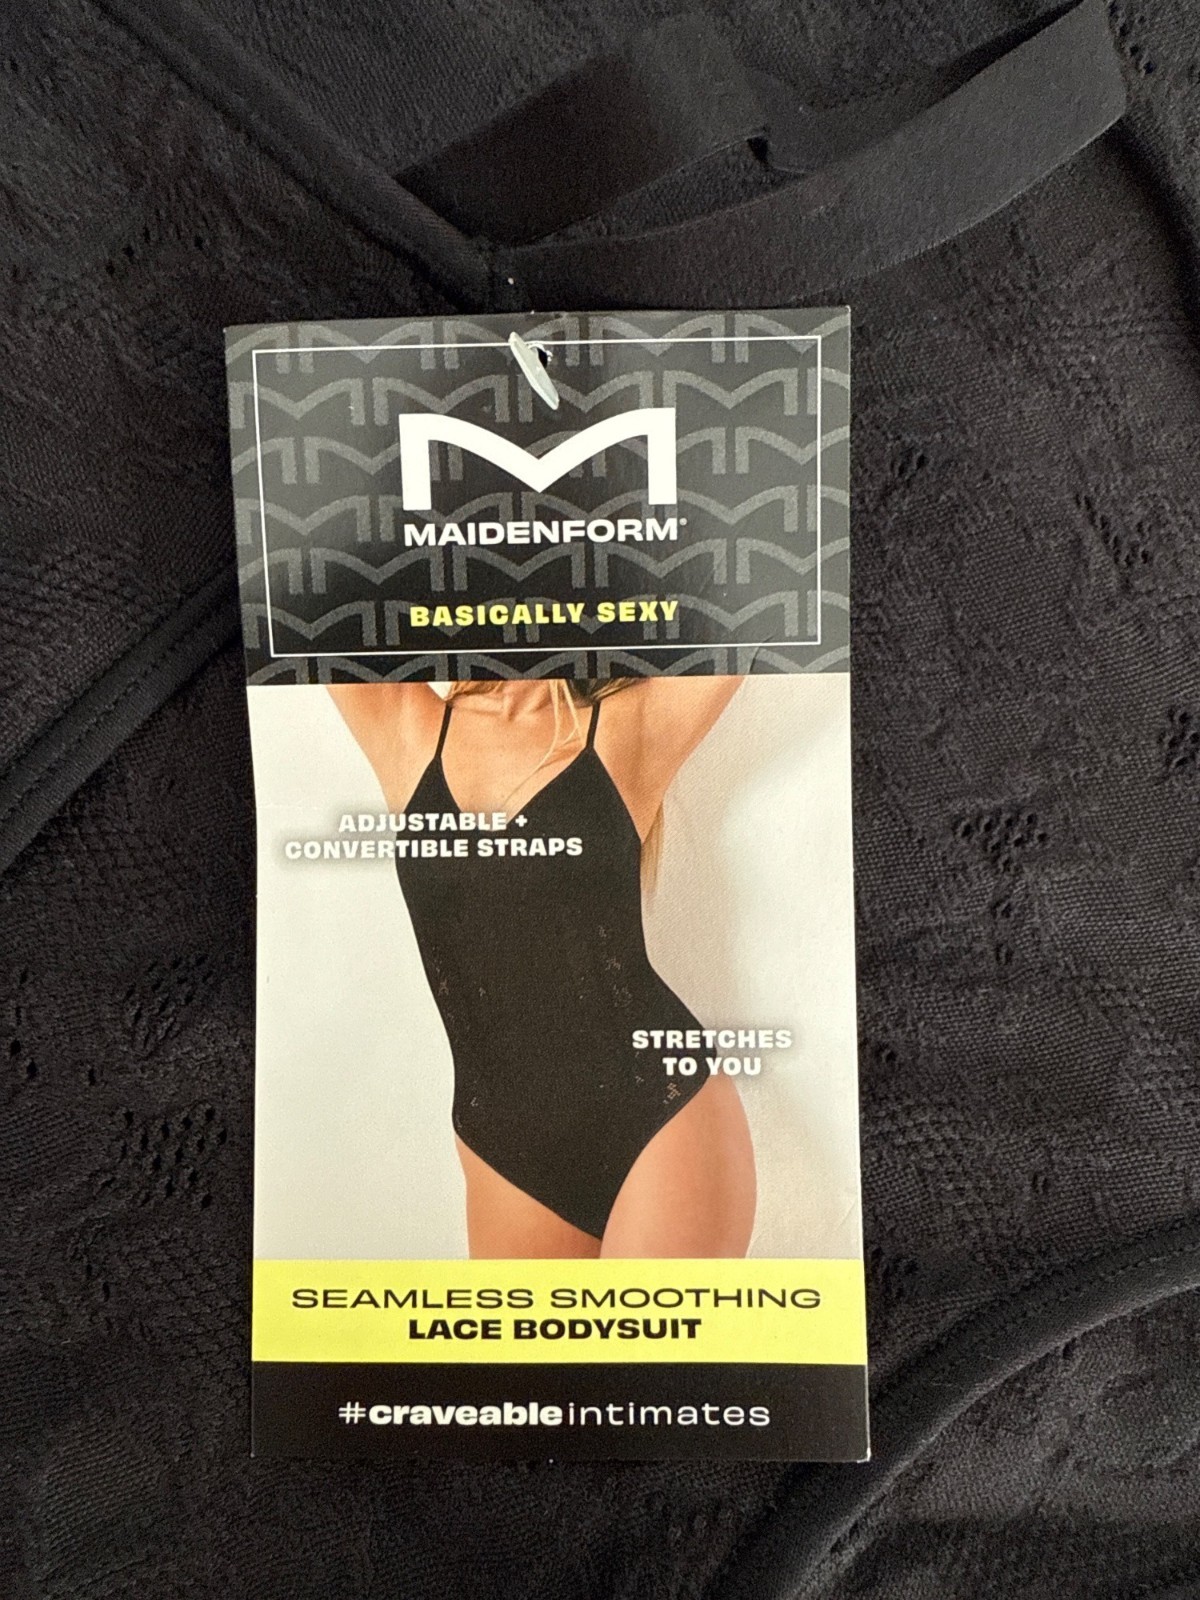 MAIDENFORM®
BASICALLY SEXY
ADJUSTABLE +
CONVERTIBLE STRAPS
STRETCHES
TO YOU
SEAMLESS SMOOTHING
LACE BODYSUIT
#craveableintimates